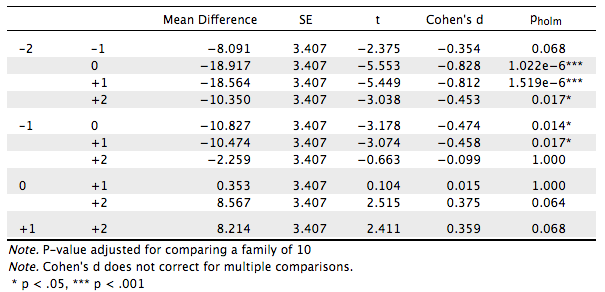 Mean Difference SE t Cohen's d pholm
-2 -1 -8.091 3.407 -2.375 -0.354 0.068
0 -18.917 3.407 -5.553 -0.828 1.022e-6***
+1 -18.564 3.407 -5.449 -0.812 1.519e-6***
+2 -10.350 3.407 -3.038 -0.453 0.017*
-1 0 -10.827 3.407 -3.178 -0.474 0.014*
+1 -10.474 3.407 -3.074 -0.458 0.017*
+2 -2.259 3.407 -0.663 -0.099 1.000
0 +1 0.353 3.407 0.104 0.015 1.000
+2 8.567 3.407 2.515 0.375 0.064
+1 +2 8.214 3.407 2.411 0.359 0.068
Note. P-value adjusted for comparing a family of 10
Note. Cohen's d does not correct for multiple comparisons.
* p < .05, *** p < .001